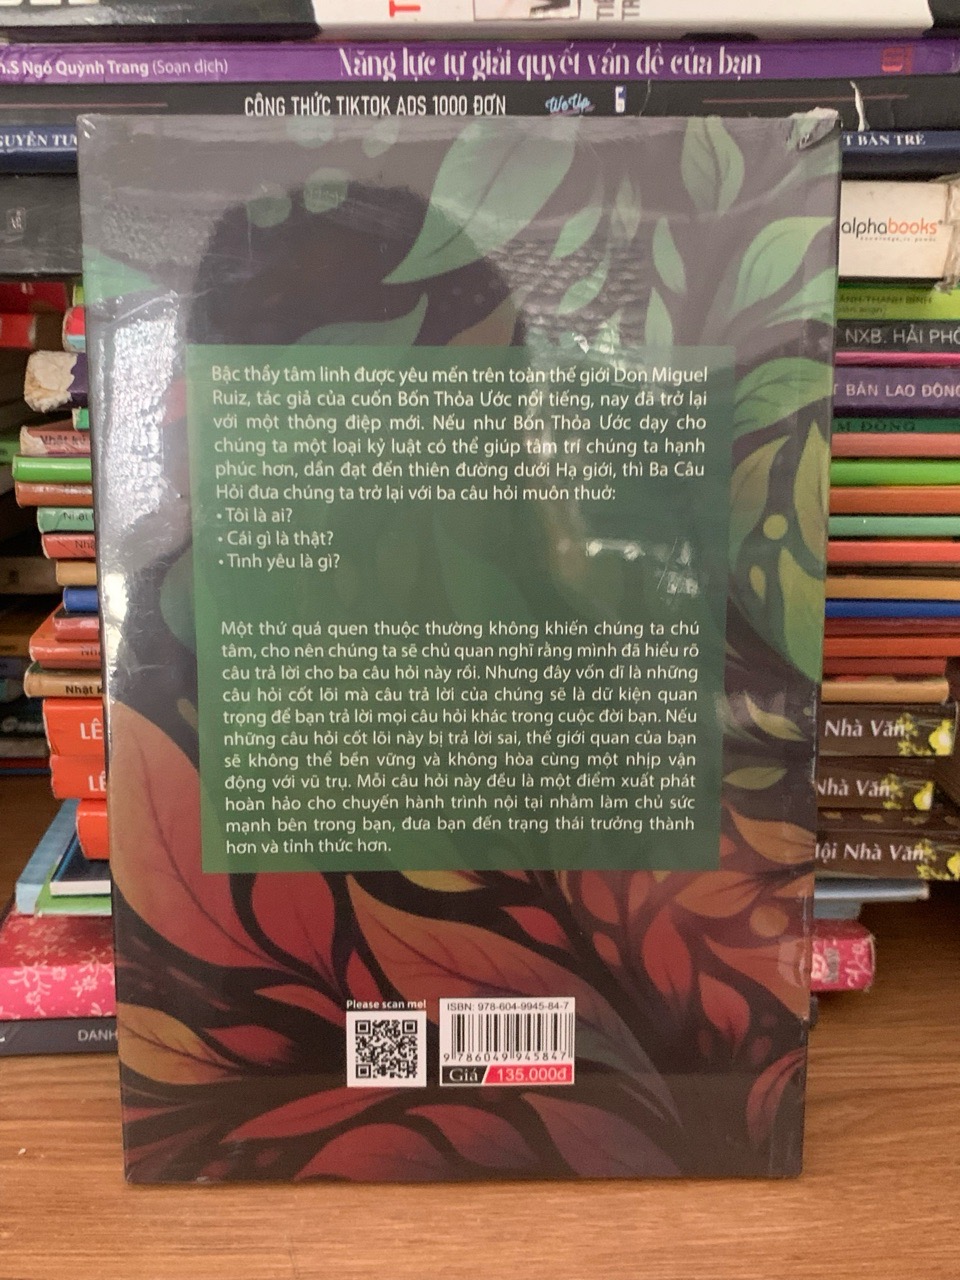 Ngô Quỳnh Trang (Soạn dịch) Năng lực tự giải quyết vấn đề của bạn
CÔNG THỨC TIKTOK ADS 1000 ĐƠN WeUp
T BẢN TRẺ
alphabooks
NXB. HẢI PHÒ
BẢN LAO ĐỘNG
M ĐỒNG
Bậc thầy tâm linh được yêu mến trên toàn thế giới Don Miguel
Ruiz, tác giả của cuốn Bốn Thỏa Ước nổi tiếng, nay đã trở lại
với một thông điệp mới. Nếu như Bốn Thỏa Ước dạy cho
chúng ta một loại kỷ luật có thể giúp tâm trí chúng ta hạnh
phúc hơn, dẫn đạt đến thiên đường dưới Hạ giới, thì Ba Câu
Hỏi đưa chúng ta trở lại với ba câu hỏi muôn thuở:
• Tôi là ai?
• Cái gì là thật?
• Tình yêu là gì?
Một thứ quá quen thuộc thường không khiến chúng ta chú
tâm, cho nên chúng ta sẽ chủ quan nghĩ rằng mình đã hiểu rõ
câu trả lời cho ba câu hỏi này rồi. Nhưng đây vốn dĩ là những
câu hỏi cốt lõi mà câu trả lời của chúng sẽ là dữ kiện quan
trọng để bạn trả lời mọi câu hỏi khác trong cuộc đời bạn. Nếu
những câu hỏi cốt lõi này bị trả lời sai, thế giới quan của bạn
sẽ không thể bền vững và không hòa cùng một nhịp vận
động với vũ trụ. Mỗi câu hỏi này đều là một điểm xuất phát
hoàn hảo cho chuyến hành trình nội tại nhằm làm chủ sức
mạnh bên trong bạn, đưa bạn đến trạng thái trưởng thành
hơn và tỉnh thức hơn.
LÊ
Nhà Văn
Nhà Văn
Nhà Văn
DANH
Please scan me!
ISBN: 978-604-9945-84-7
9 786049 945847
Giá 135.000đ